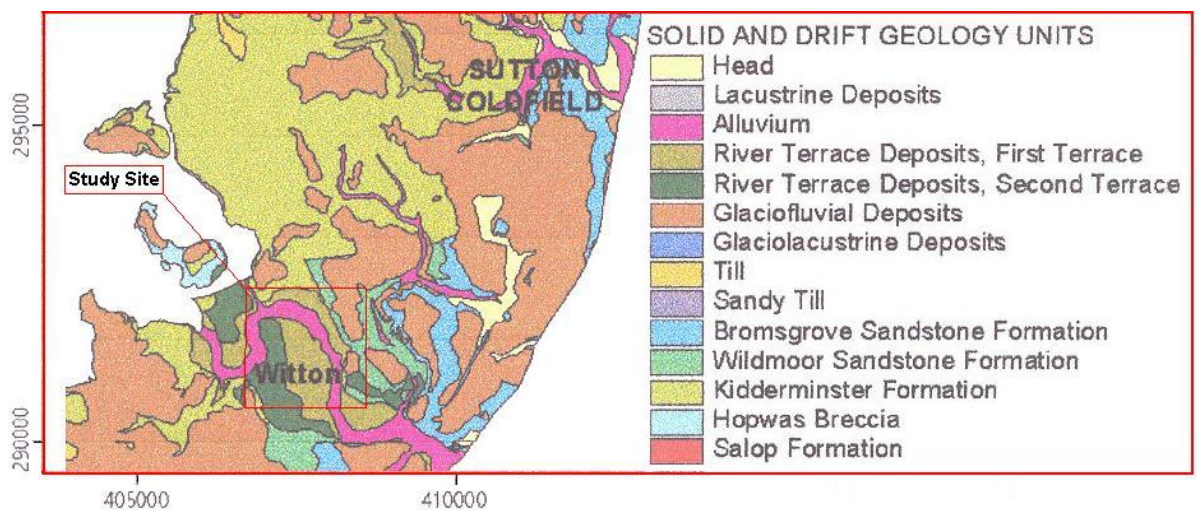 SOLID AND DRIFT GEOLOGY UNITS
Head
Lacustrine Deposits
Alluvium
River Terrace Deposits, First Terrace
River Terrace Deposits, Second Terrace
Glaciofluvial Deposits
Glaciolacustrine Deposits
Till
Sandy Till
Bromsgrove Sandstone Formation
Wildmoor Sandstone Formation
Kidderminster Formation
Hopwas Breccia
Salop Formation
SUTTON
COLDFIELD
295000
Study Site
Witton
290000
405000
410000